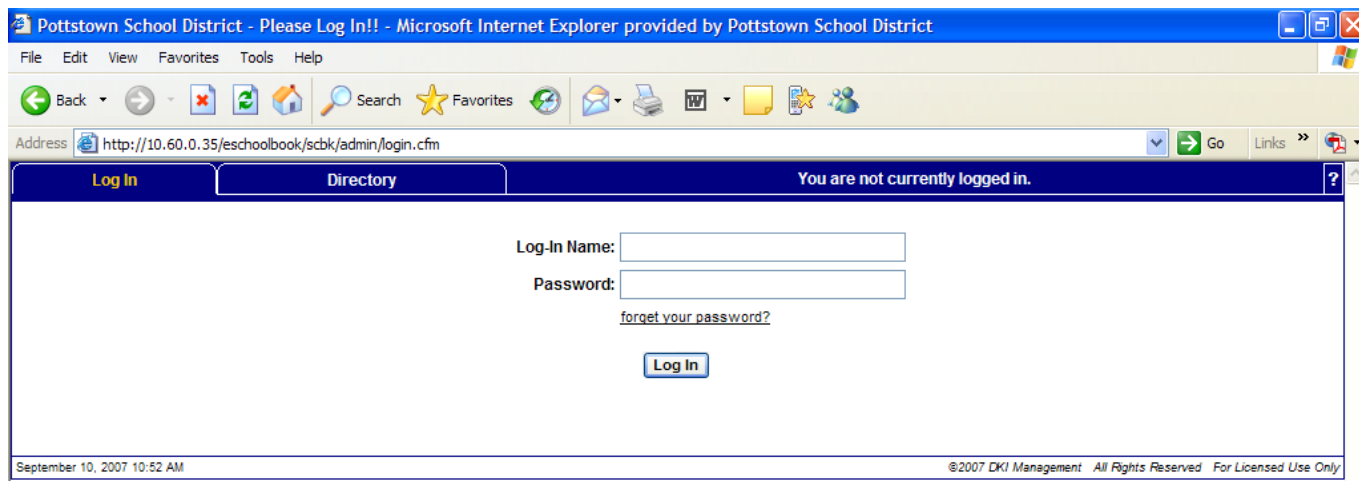 Pottstown School District - Please Log In!! - Microsoft Internet Explorer provided by Pottstown School District
File Edit View Favorites Tools Help
Back Search Favorites
Address http://10.60.0.35/eschoolbook/scbk/admin/login.cfm Go Links »
Log In Directory You are not currently logged in. ?
Log-In Name:
Password:
forget your password?
Log In
September 10, 2007 10:52 AM ©2007 DKI Management All Rights Reserved For Licensed Use Only